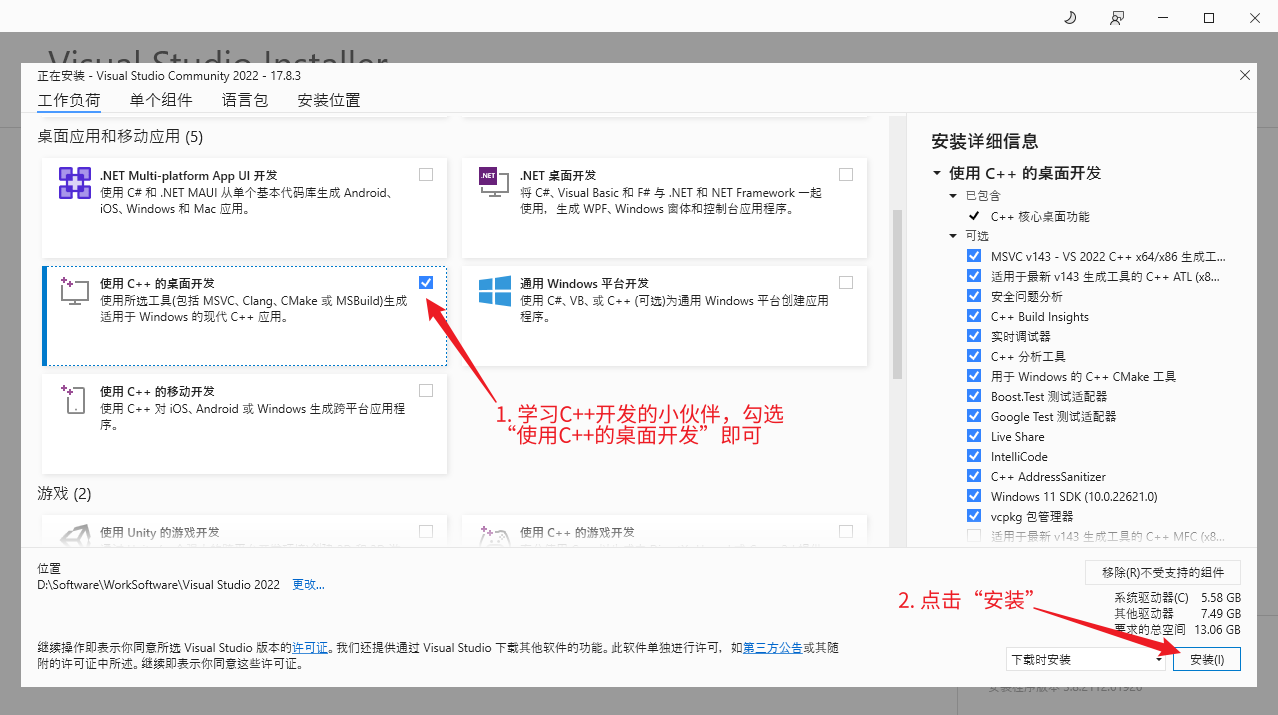 Visual Studio Installer
正在安装 - Visual Studio Community 2022 - 17.8.3
工作负荷 单个组件 语言包 安装位置
桌面应用和移动应用 (5)
.NET Multi-platform App UI 开发
使用 C# 和 .NET MAUI 从单个基本代码库生成 Android、
iOS、Windows 和 Mac 应用。
.NET 桌面开发
将 C#、Visual Basic 和 F# 与 .NET 和 NET Framework 一起
使用，生成 WPF、Windows 窗体和控制台应用程序。
使用 C++ 的桌面开发
使用所选工具(包括 MSVC、Clang、CMake 或 MSBuild)生成
适用于 Windows 的现代 C++ 应用。
通用 Windows 平台开发
使用 C#、VB、或 C++ (可选)为通用 Windows 平台创建应用
程序。
使用 C++ 的移动开发
使用 C++ 对 iOS、Android 或 Windows 生成跨平台应用程
序。
1. 学习C++开发的小伙伴，勾选
“使用C++的桌面开发”即可
游戏 (2)
使用 Unity 的游戏开发
使用 C++ 的游戏开发
安装详细信息
使用 C++ 的桌面开发
已包含
C++ 核心桌面功能
可选
MSVC v143 - VS 2022 C++ x64/x86 生成工...
适用于最新 v143 生成工具的 C++ ATL (x8...
安全问题分析
C++ Build Insights
实时调试器
C++ 分析工具
用于 Windows 的 C++ CMake 工具
Boost.Test 测试适配器
Google Test 测试适配器
Live Share
IntelliCode
C++ AddressSanitizer
Windows 11 SDK (10.0.22621.0)
vcpkg 包管理器
适用于最新 v143 生成工具的 C++ MFC (x8...
位置
D:\Software\WorkSoftware\Visual Studio 2022 更改...
移除(R)不受支持的组件
系统驱动器(C) 5.58 GB
其他驱动器 7.49 GB
要求的总空间 13.06 GB
2. 点击“安装”
继续操作即表示你同意所选 Visual Studio 版本的许可证。我们还提供通过 Visual Studio 下载其他软件的功能。此软件单独进行许可，如第三方公告或其随
附的许可证中所述。继续即表示你同意这些许可证。
下载时安装 安装(I)